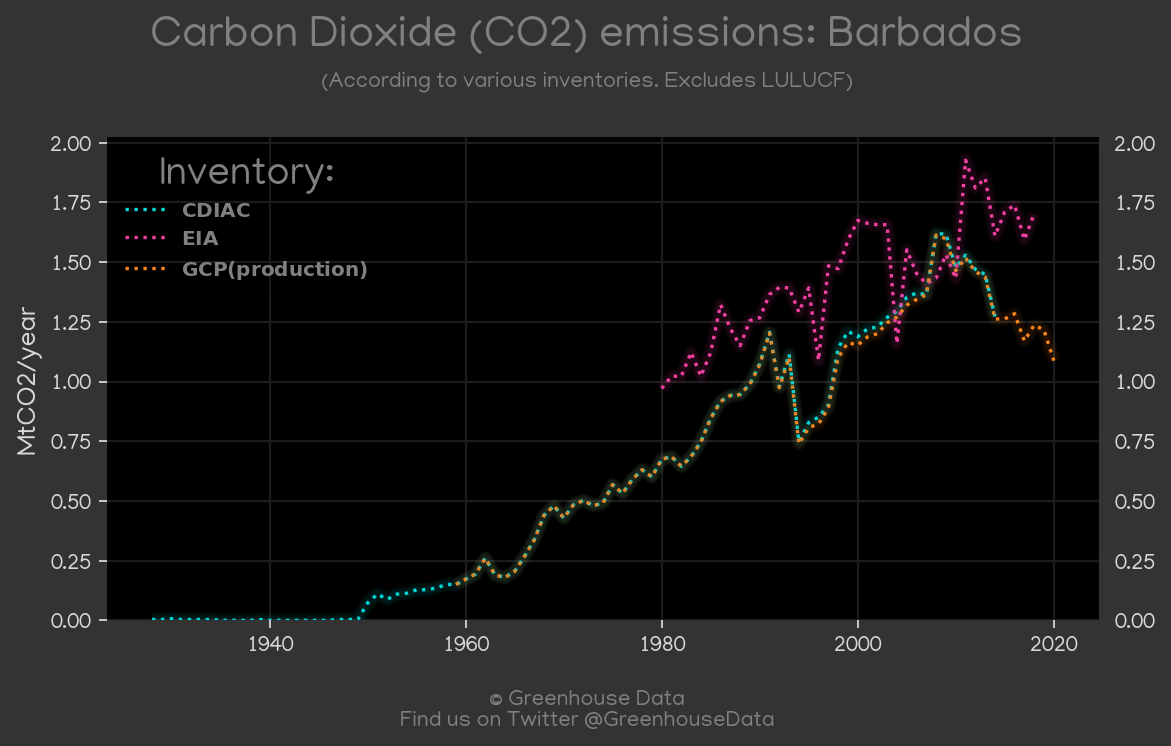 Carbon Dioxide (CO2) emissions: Barbados
(According to various inventories. Excludes LULUCF)
Inventory:
CDIAC
EIA
GCP(production)
MtCO2/year
2.00
1.75
1.50
1.25
1.00
0.75
0.50
0.25
0.00
2.00
1.75
1.50
1.25
1.00
0.75
0.50
0.25
0.00
1940 1960 1980 2000 2020
© Greenhouse Data
Find us on Twitter @GreenhouseData